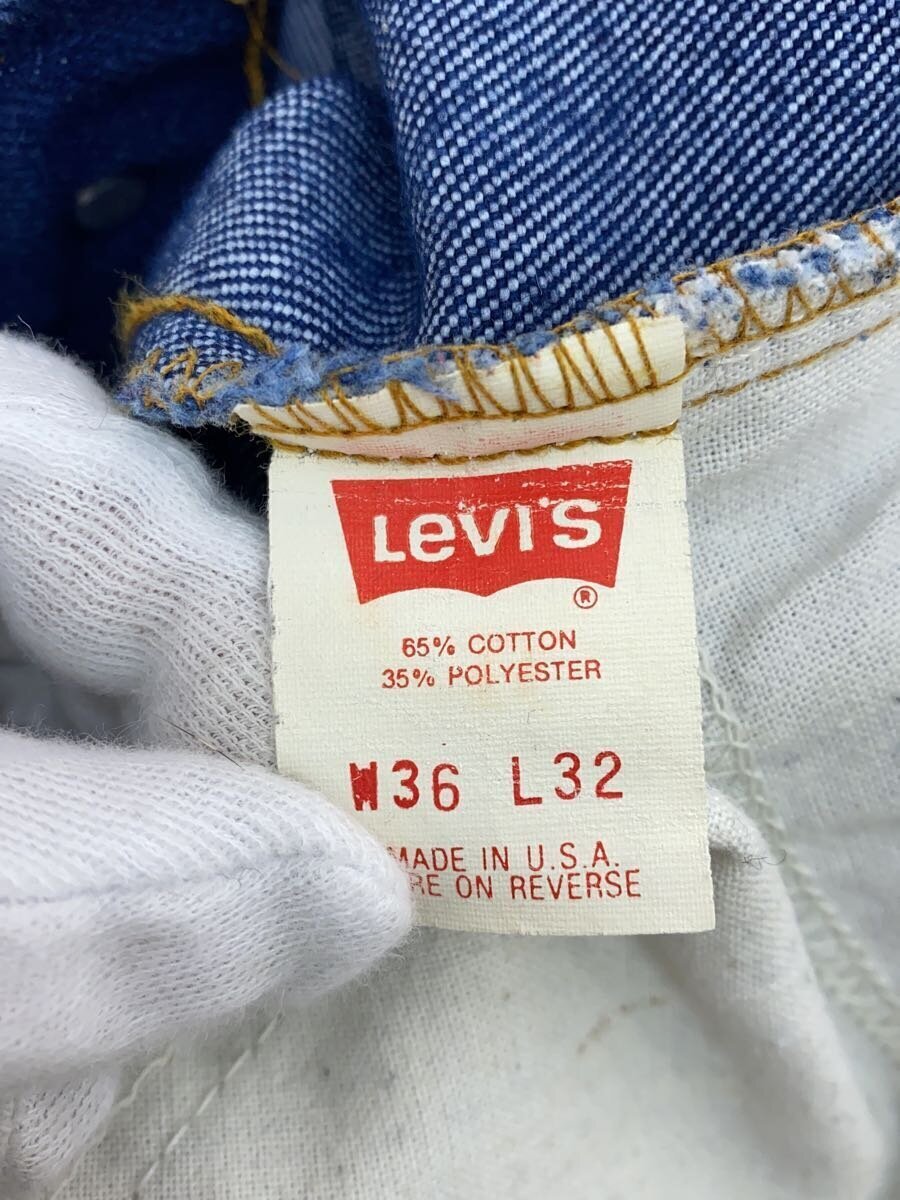 Levi's
®
65% COTTON
35% POLYESTER
W36 L32
MADE IN U.S.A.
ON REVERSE